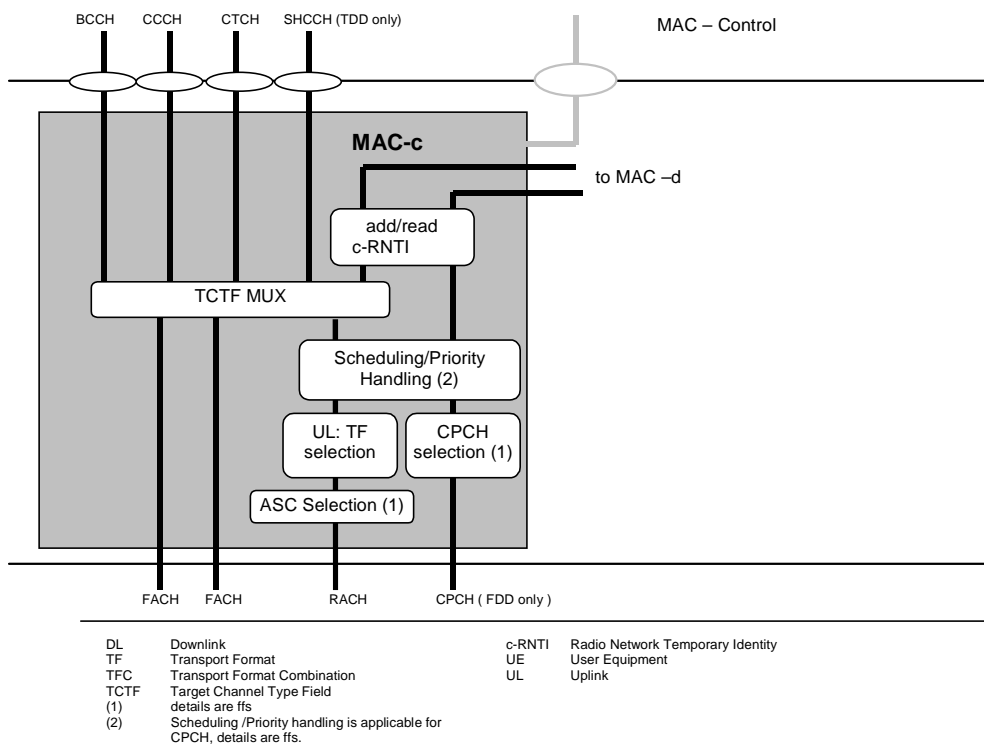 BCCH CCCH CTCH SHCCH (TDD only)
MAC – Control
MAC-c
to MAC –d
add/read
c-RNTI
TCTF MUX
Scheduling/Priority
Handling (2)
UL: TF
selection
CPCH
selection (1)
ASC Selection (1)
FACH FACH RACH CPCH ( FDD only )
DL Downlink
TF Transport Format
TFC Transport Format Combination
TCTF Target Channel Type Field
(1) details are ffs
(2) Scheduling /Priority handling is applicable for
CPCH, details are ffs.
c-RNTI Radio Network Temporary Identity
UE User Equipment
UL Uplink